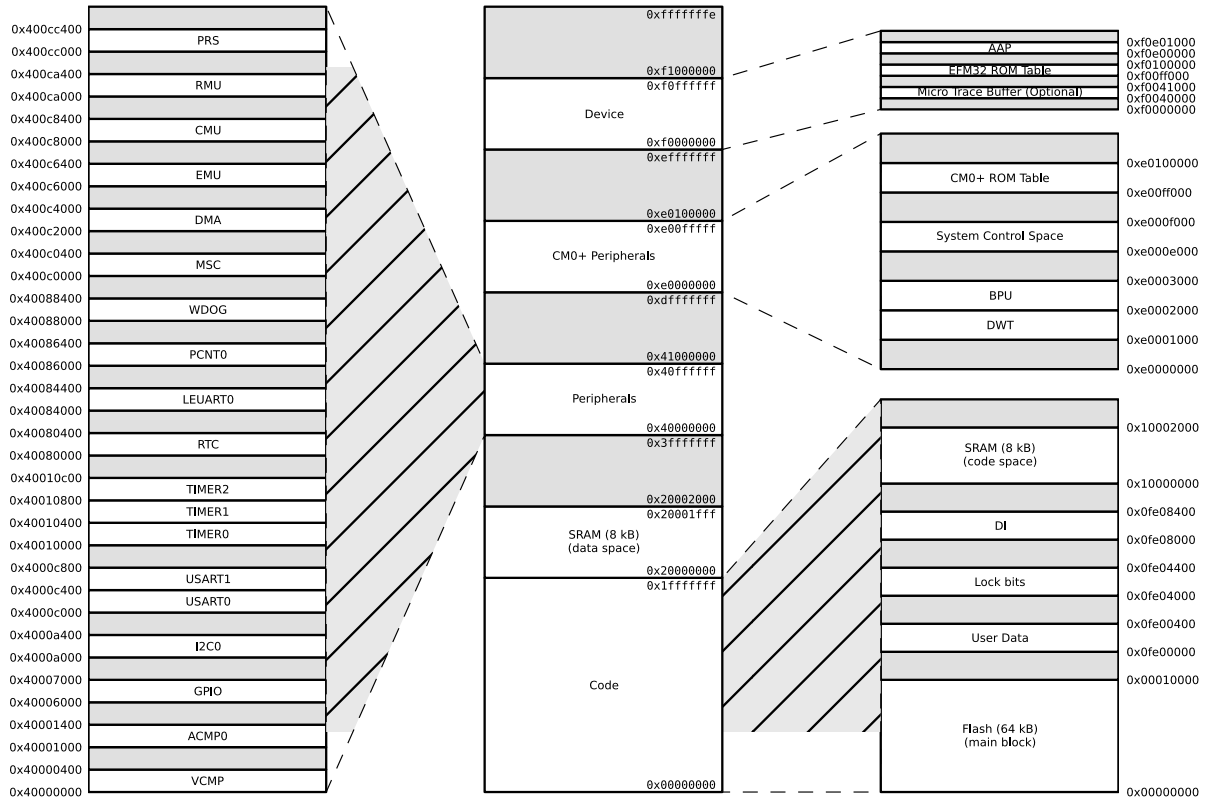 0x400cc400
PRS
0x400cc000
0x400ca400
RMU
0x400ca000
0x400c8400
CMU
0x400c8000
0x400c6400
EMU
0x400c6000
0x400c4000
DMA
0x400c2000
0x400c0400
MSC
0x400c0000
0x40088400
WDOG
0x40088000
0x40086400
PCNT0
0x40086000
0x40084400
LEUART0
0x40084000
0x40080400
RTC
0x40080000
0x40010c00
TIMER2
0x40010800
TIMER1
0x40010400
TIMER0
0x40010000
0x4000c800
USART1
0x4000c400
USART0
0x4000c000
0x4000a400
I2C0
0x4000a000
0x40007000
GPIO
0x40006000
0x40001400
ACMP0
0x40001000
0x40000400
VCMP
0x40000000
0xfffffffe
0xf1000000
0xf0ffffff
Device
0xf0000000
0xefffffff
0xe0100000
0xe00fffff
CM0+ Peripherals
0xe0000000
0xdfffffff
0x41000000
0x40ffffff
Peripherals
0x40000000
0x3fffffff
0x20002000
0x20001fff
SRAM (8 kB)
(data space)
0x20000000
0x1fffffff
Code
0x00000000
0xf0e01000
AAP
0xf0e00000
0xf0100000
EFM32 ROM Table
0xf00ff000
0xf0041000
Micro Trace Buffer (Optional)
0xf0040000
0xf0000000
0xe0100000
CM0+ ROM Table
0xe00ff000
0xe000f000
System Control Space
0xe000e000
0xe0003000
BPU
0xe0002000
DWT
0xe0001000
0xe0000000
0x10002000
SRAM (8 kB)
(code space)
0x10000000
0x0fe08400
DI
0x0fe08000
0x0fe04400
Lock bits
0x0fe04000
0x0fe00400
User Data
0x0fe00000
0x00010000
Flash (64 kB)
(main block)
0x00000000